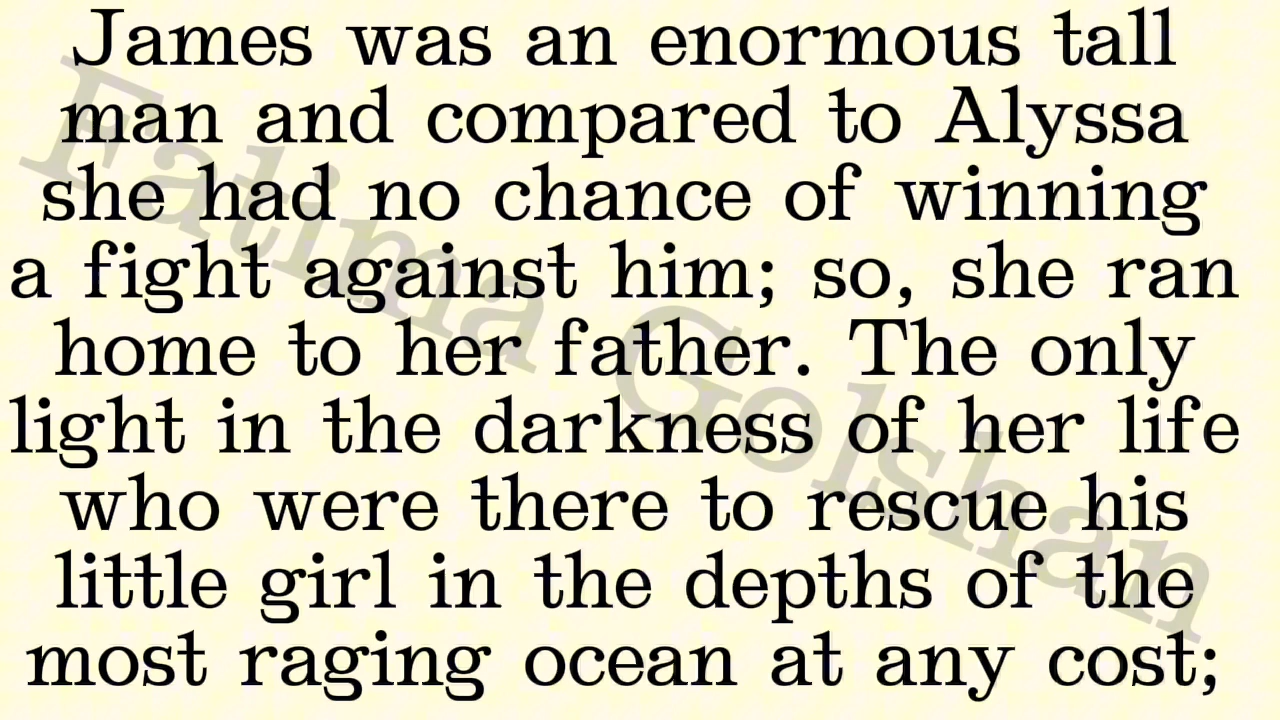 James was an enormous tall
man and compared to Alyssa
she had no chance of winning
a fight against him; so, she ran
home to her father. The only
light in the darkness of her life
who were there to rescue his
little girl in the depths of the
most raging ocean at any cost;
Fatima Golshan